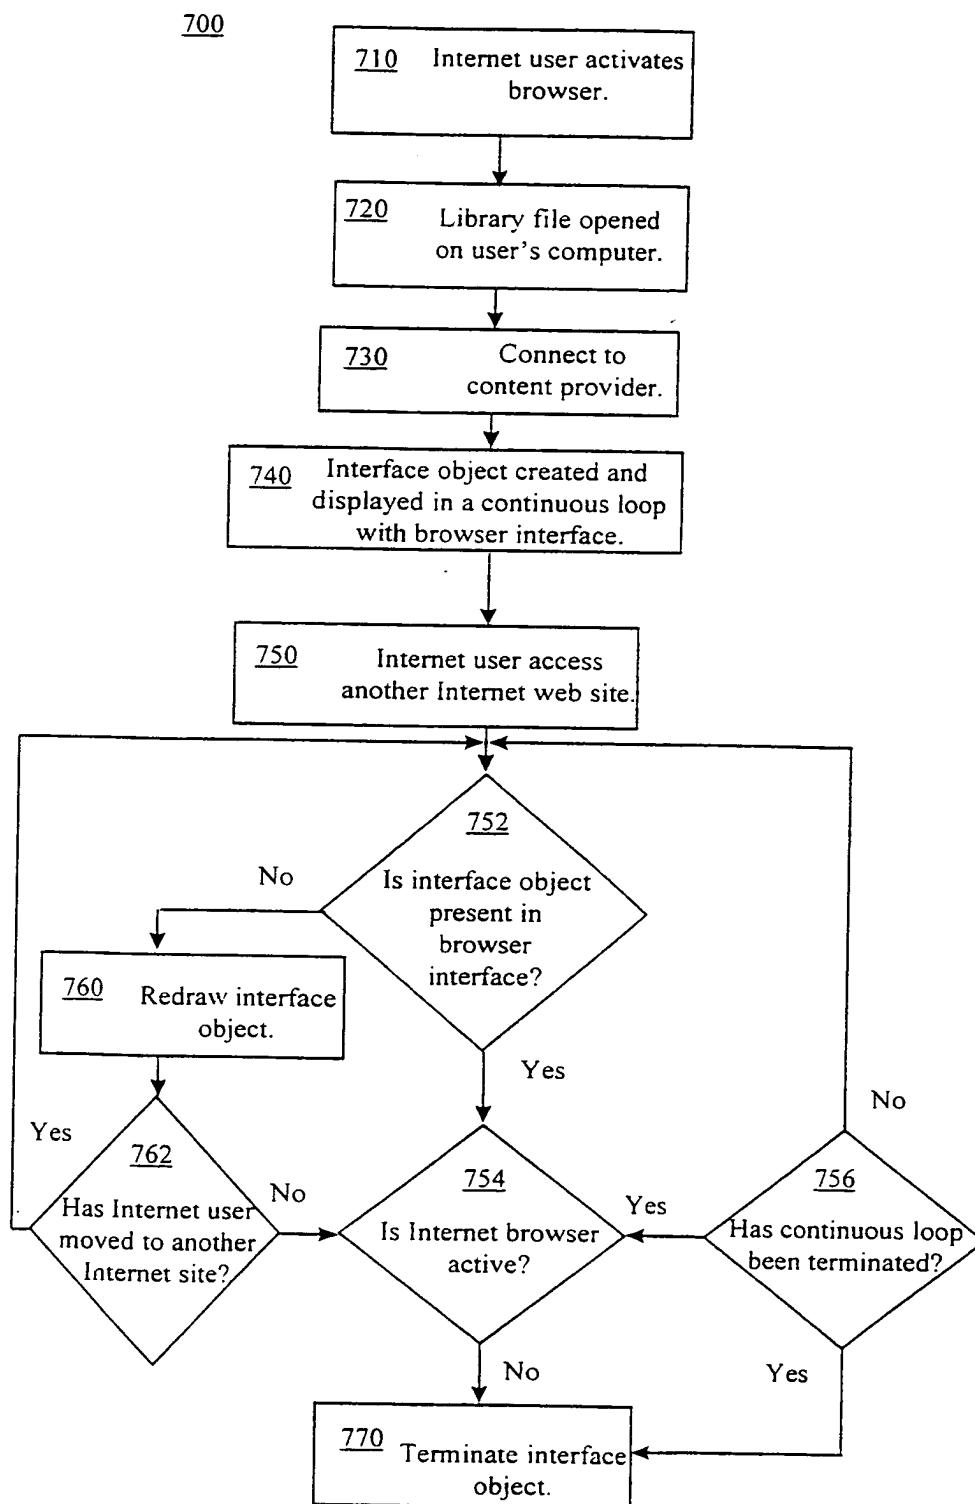 700
710 Internet user activates
browser.
720 Library file opened
on user's computer.
730 Connect to
content provider.
740 Interface object created and
displayed in a continuous loop
with browser interface.
750 Internet user access
another Internet web site.
752
Is interface object
present in
browser
interface?
No
Yes
760 Redraw interface
object.
762
Has Internet user
moved to another
Internet site?
Yes
No
754
Is Internet browser
active?
Yes
No
756
Has continuous loop
been terminated?
No
Yes
770 Terminate interface
object.